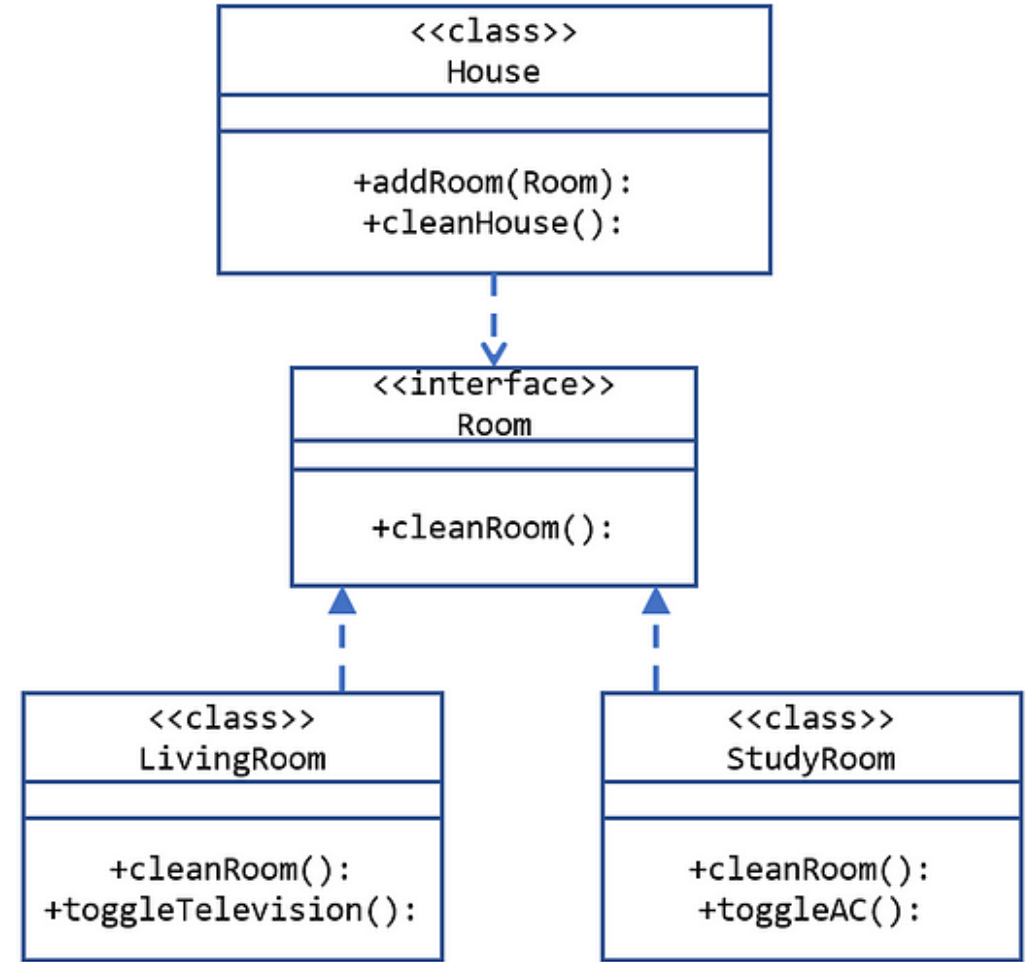 <<class>>
House
+addRoom(Room):
+cleanHouse():
<<interface>>
Room
+cleanRoom():
<<class>>
LivingRoom
+cleanRoom():
+toggleTelevision():
<<class>>
StudyRoom
+cleanRoom():
+toggleAC():